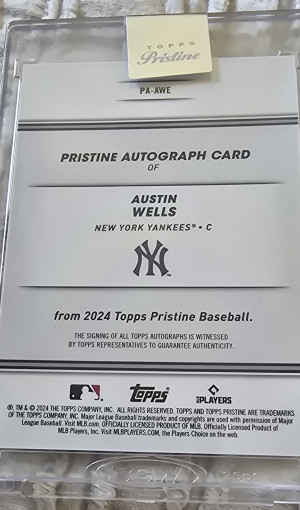 TOPPS
Pristine
PA-AWE
PRISTINE AUTOGRAPH CARD
OF
AUSTIN
WELLS
NEW YORK YANKEES® • C
NY
from 2024 Topps Pristine Baseball.
THE SIGNING OF ALL TOPPS AUTOGRAPHS IS WITNESSED
BY TOPPS REPRESENTATIVES TO GUARANTEE AUTHENTICITY.
Topps
PLAYERS
®, TM & © 2024 THE TOPPS COMPANY, INC. ALL RIGHTS RESERVED. TOPPS AND TOPPS PRISTINE ARE TRADEMARKS
OF THE TOPPS COMPANY, INC. Major League Baseball trademarks and copyrights are used with permission of Major
League Baseball. Visit MLB.com. OFFICIALLY LICENSED PRODUCT OF MLB. Officially Licensed Product of
MLB Players, Inc. Visit MLBPLAYERS.COM, the Players Choice on the web.